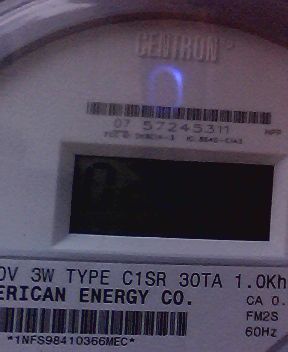 CENTRON
07 57245311
0V 3W TYPE C1SR 30TA 1.0Kh
ERICAN ENERGY CO.
CA 0.
FM2S
60Hz
*1NFS98410366MEC*